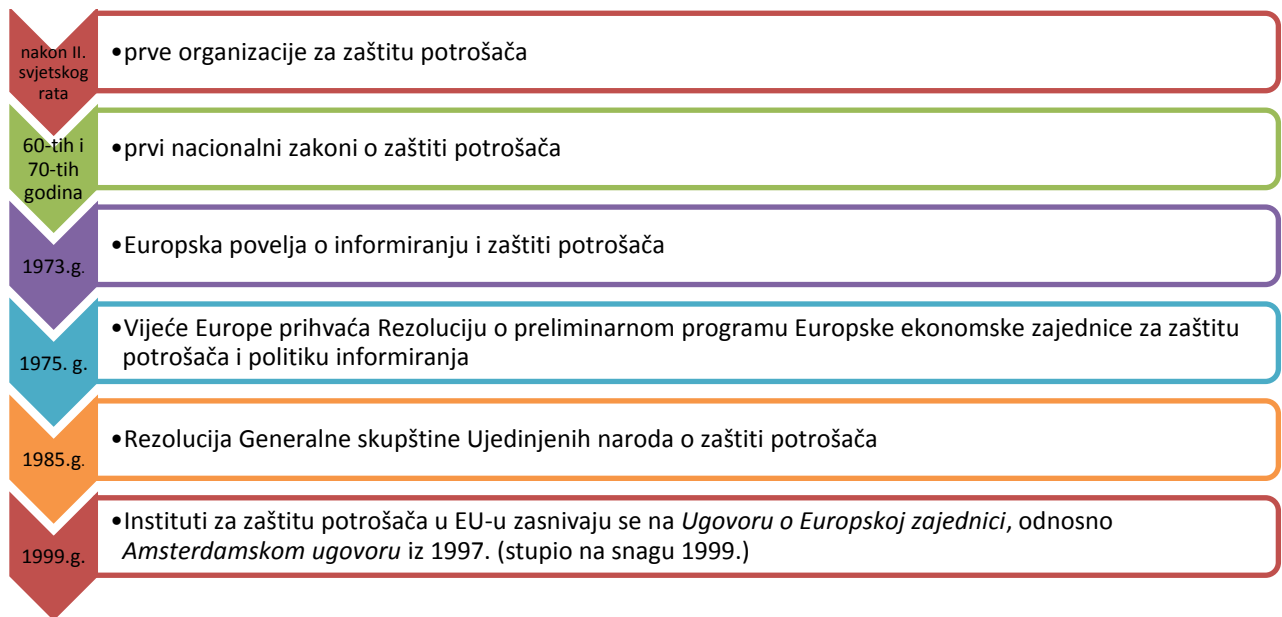 nakon II.
svjetskog
rata
•prve organizacije za zaštitu potrošača
60-tih i
70-tih
godina
•prvi nacionalni zakoni o zaštiti potrošača
1973.g.
•Europska povelja o informiranju i zaštiti potrošača
1975. g.
•Vijeće Europe prihvaća Rezoluciju o preliminarnom programu Europske ekonomske zajednice za zaštitu
potrošača i politiku informiranja
1985.g.
•Rezolucija Generalne skupštine Ujedinjenih naroda o zaštiti potrošača
1999.g.
•Instituti za zaštitu potrošača u EU-u zasnivaju se na Ugovoru o Europskoj zajednici, odnosno
Amsterdamskom ugovoru iz 1997. (stupio na snagu 1999.)